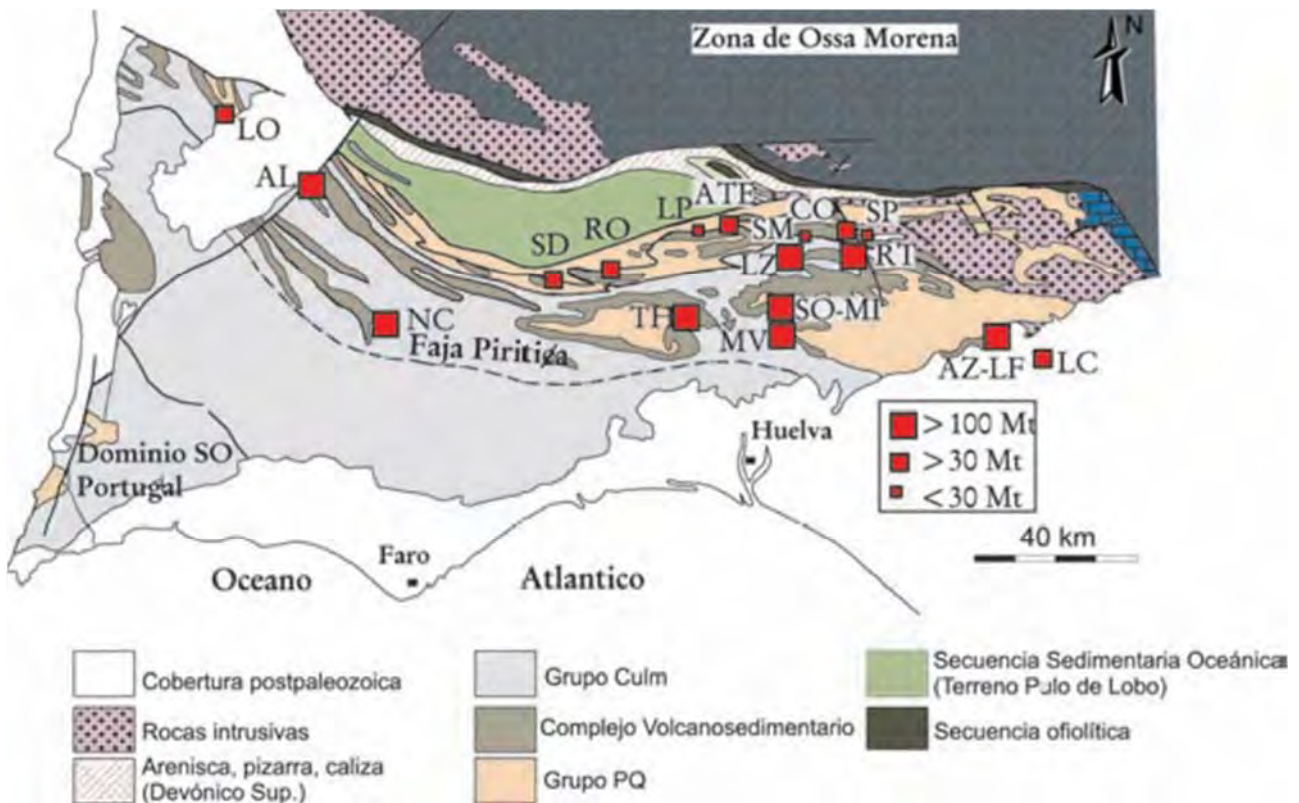 Zona de Ossa Morena
N
LO
AL
ATE
LP
CO
SP
RO
SM
SD
LZ
RT
NC
TH
SO-MI
MV
Faja Piritica
AZ-LF
LC
Huelva
> 100 Mt
> 30 Mt
< 30 Mt
Dominio SO
Portugal
40 km
Faro
Oceano
Atlantico
Cobertura postpaleozoica
Rocas intrusivas
Arenisca, pizarra, caliza
(Devónico Sup.)
Grupo Culm
Complejo Volcanosedimentario
Grupo PQ
Secuencia Sedimentaria Oceánica
(Terreno Pulo de Lobo)
Secuencia ofiolítica